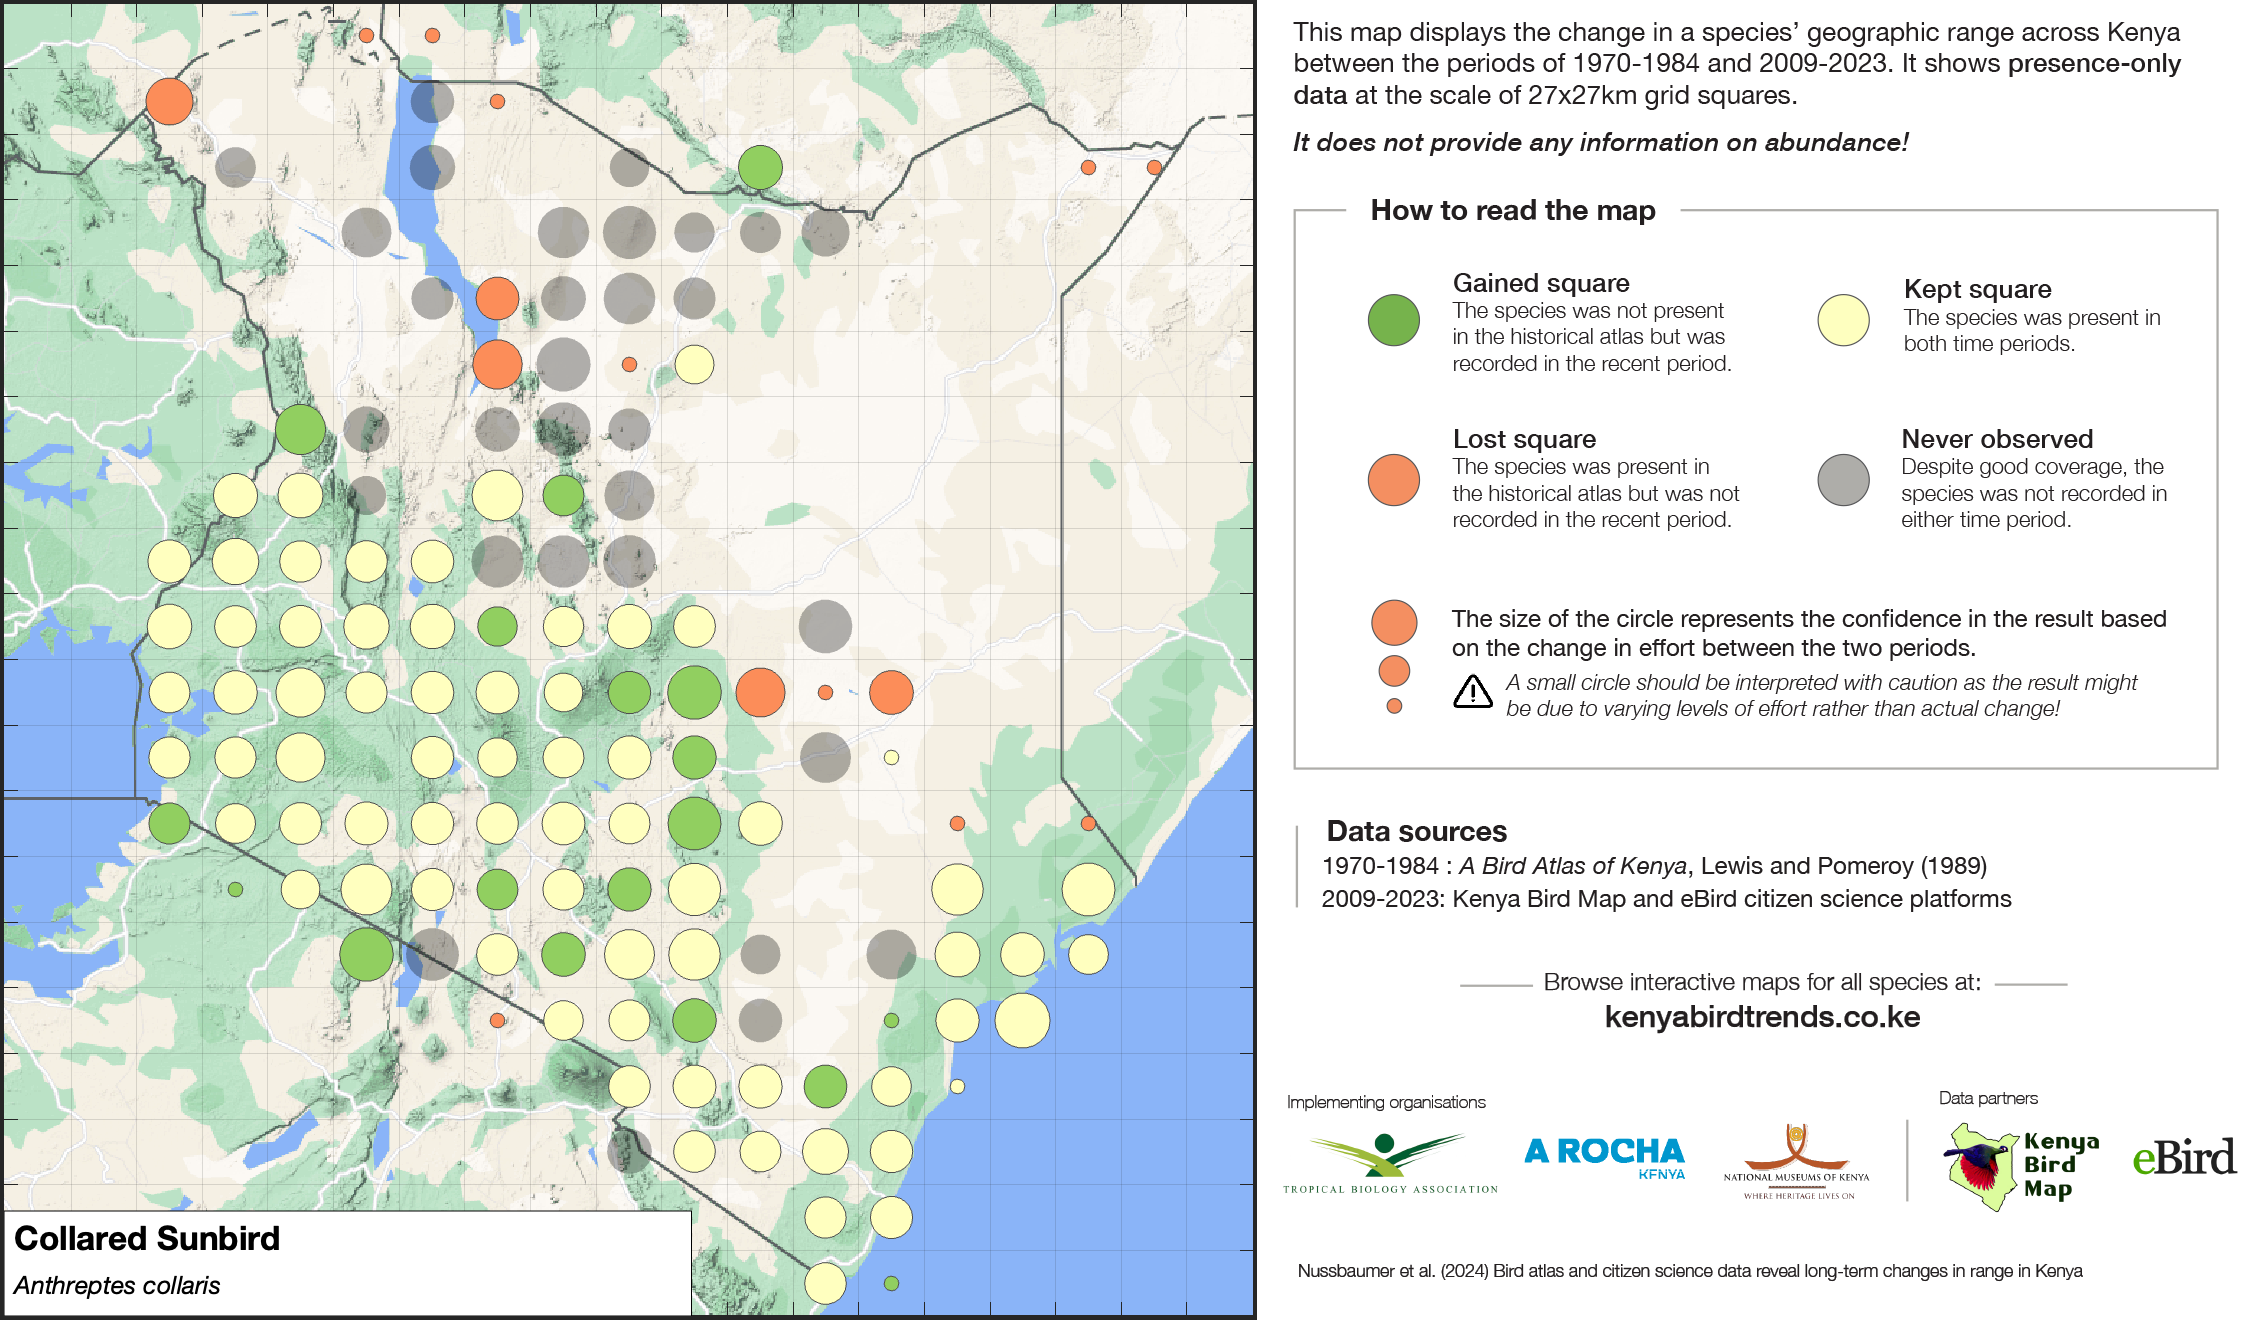 This map displays the change in a species’ geographic range across Kenya
between the periods of 1970-1984 and 2009-2023. It shows presence-only
data at the scale of 27x27km grid squares.
It does not provide any information on abundance!
How to read the map
Gained square
The species was not present
in the historical atlas but was
recorded in the recent period.
Kept square
The species was present in
both time periods.
Lost square
The species was present in
the historical atlas but was not
recorded in the recent period.
Never observed
Despite good coverage, the
species was not recorded in
either time period.
The size of the circle represents the confidence in the result based
on the change in effort between the two periods.
A small circle should be interpreted with caution as the result might
be due to varying levels of effort rather than actual change!
Data sources
1970-1984 : A Bird Atlas of Kenya, Lewis and Pomeroy (1989)
2009-2023: Kenya Bird Map and eBird citizen science platforms
Browse interactive maps for all species at:
kenyabirdtrends.co.ke
Implementing organisations
Data partners
TROPICAL BIOLOGY ASSOCIATION
A ROCHA
KENYA
NATIONAL MUSEUMS OF KENYA
WHERE HERITAGE LIVES ON
Kenya
Bird
Map
eBird
Nussbaumer et al. (2024) Bird atlas and citizen science data reveal long-term changes in range in Kenya
Collared Sunbird
Anthreptes collaris